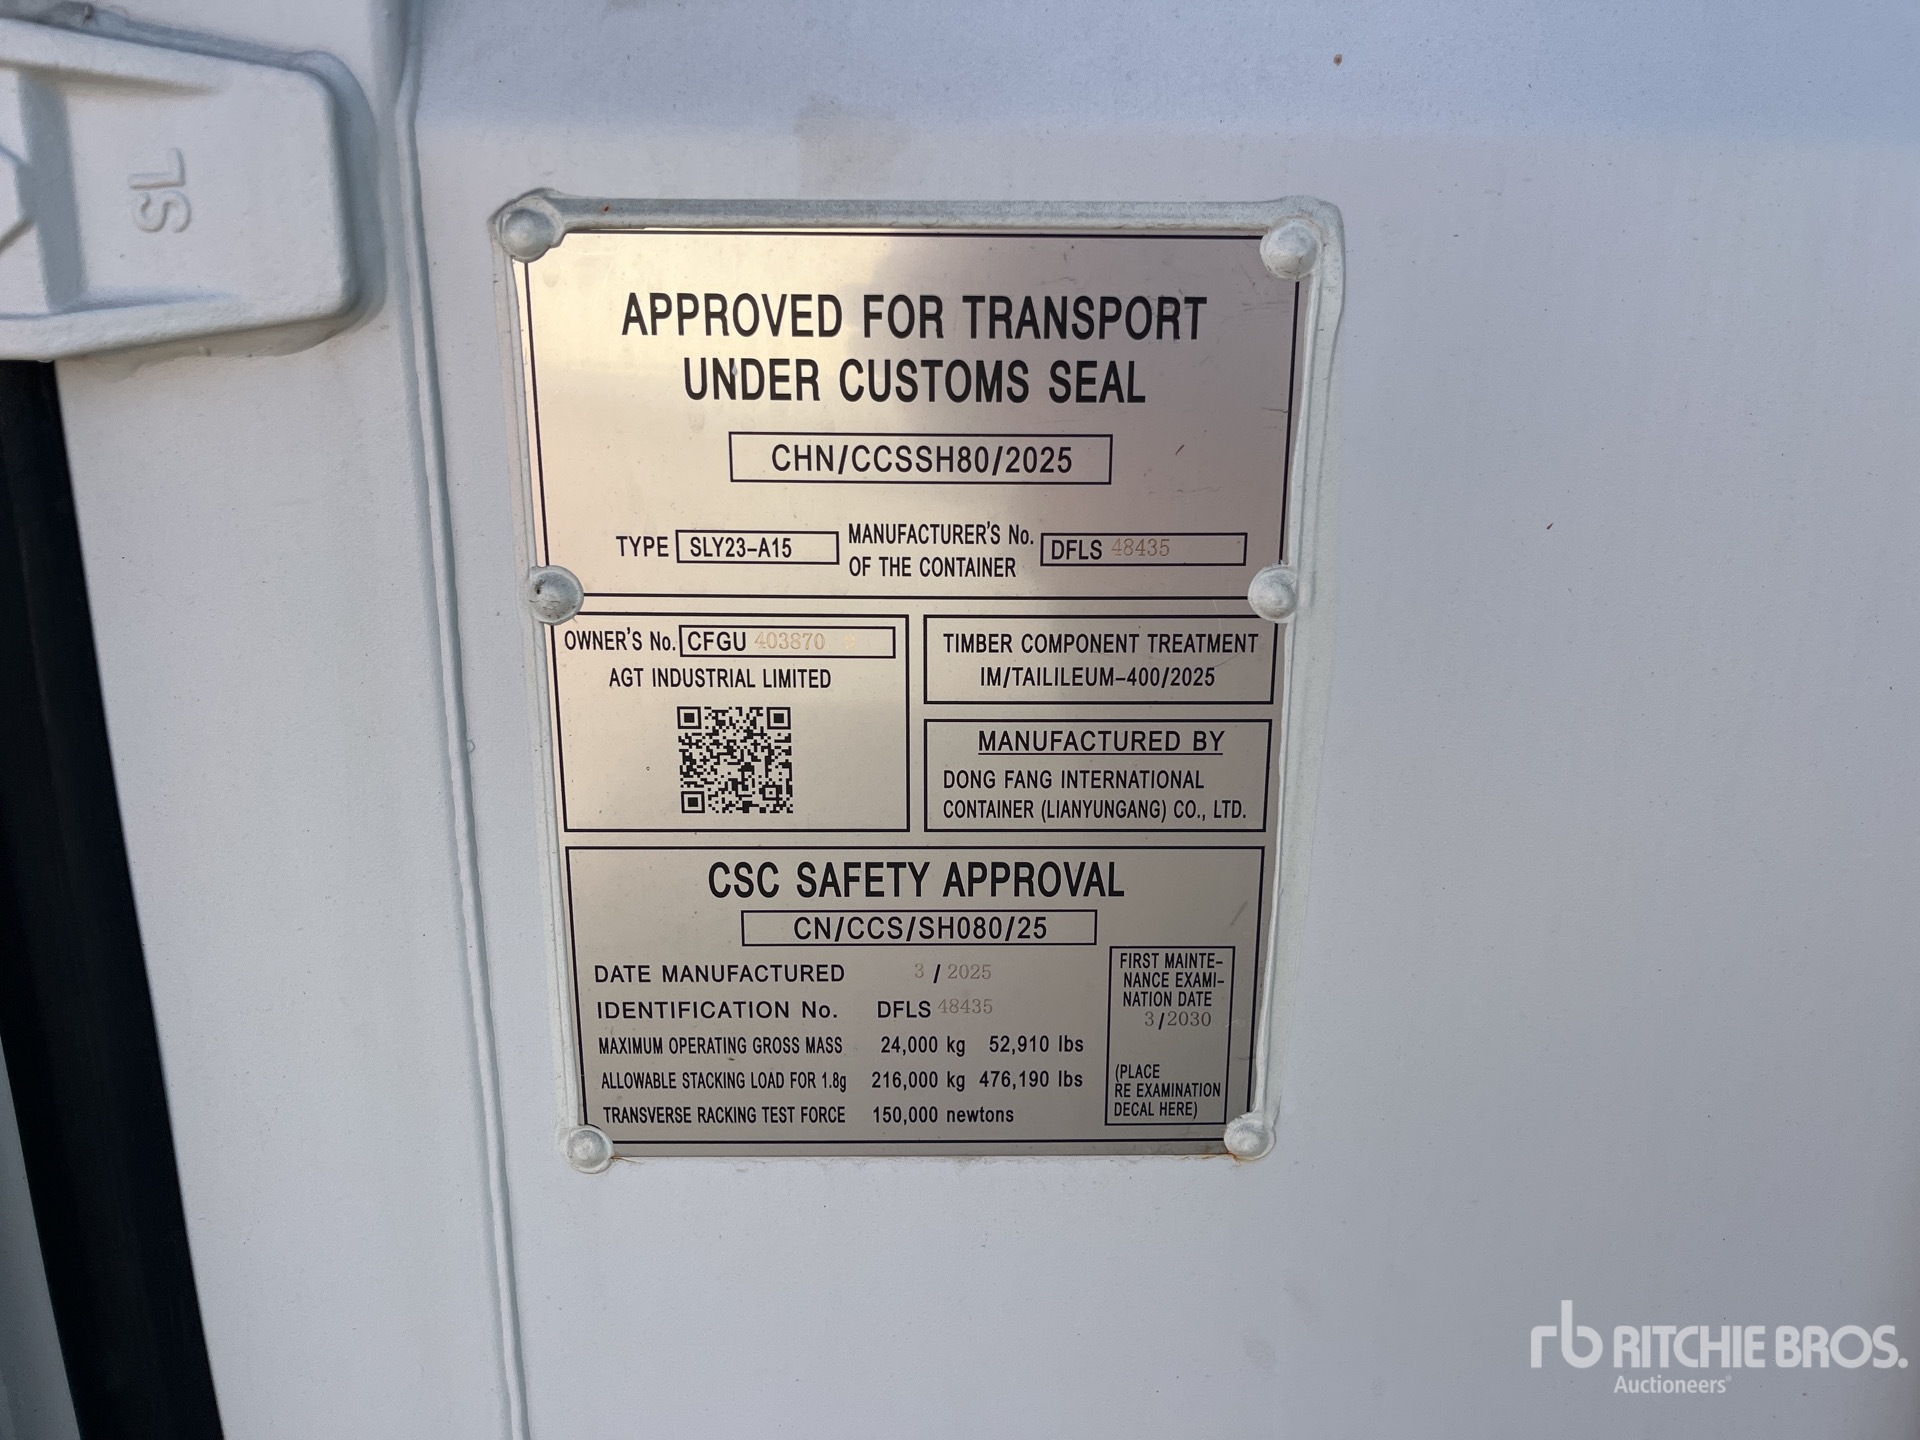 SL
APPROVED FOR TRANSPORT
UNDER CUSTOMS SEAL
CHN/CCSSH80/2025
TYPE SLY23-A15 MANUFACTURER'S No. OF THE CONTAINER DFLS 48435
OWNER'S No. CFGU 403870
AGT INDUSTRIAL LIMITED
TIMBER COMPONENT TREATMENT
IM/TAILILEUM-400/2025
MANUFACTURED BY
DONG FANG INTERNATIONAL
CONTAINER (LIANYUNGANG) CO., LTD.
CSC SAFETY APPROVAL
CN/CCS/SH080/25
DATE MANUFACTURED 3 / 2025
IDENTIFICATION No. DFLS 48435
MAXIMUM OPERATING GROSS MASS 24,000 kg 52,910 lbs
ALLOWABLE STACKING LOAD FOR 1.8g 216,000 kg 476,190 lbs
TRANSVERSE RACKING TEST FORCE 150,000 newtons
FIRST MAINTE-
NANCE EXAMI-
NATION DATE
3/2030
(PLACE
RE EXAMINATION
DECAL HERE)
rb RITCHIE BROS.
Auctioneers